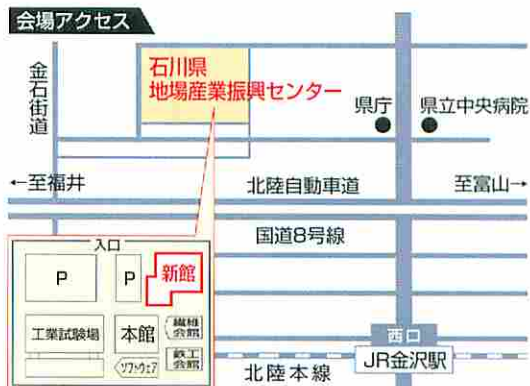 会場アクセス
金石街道
石川県
地場産業振興センター
県庁
県立中央病院
←至福井
北陸自動車道
至富山→
国道8号線
入口
P
P
新館
工業試験場
本館
繊維
会館
ソフトウェア
鉄工
会館
西口
JR金沢駅
北陸本線